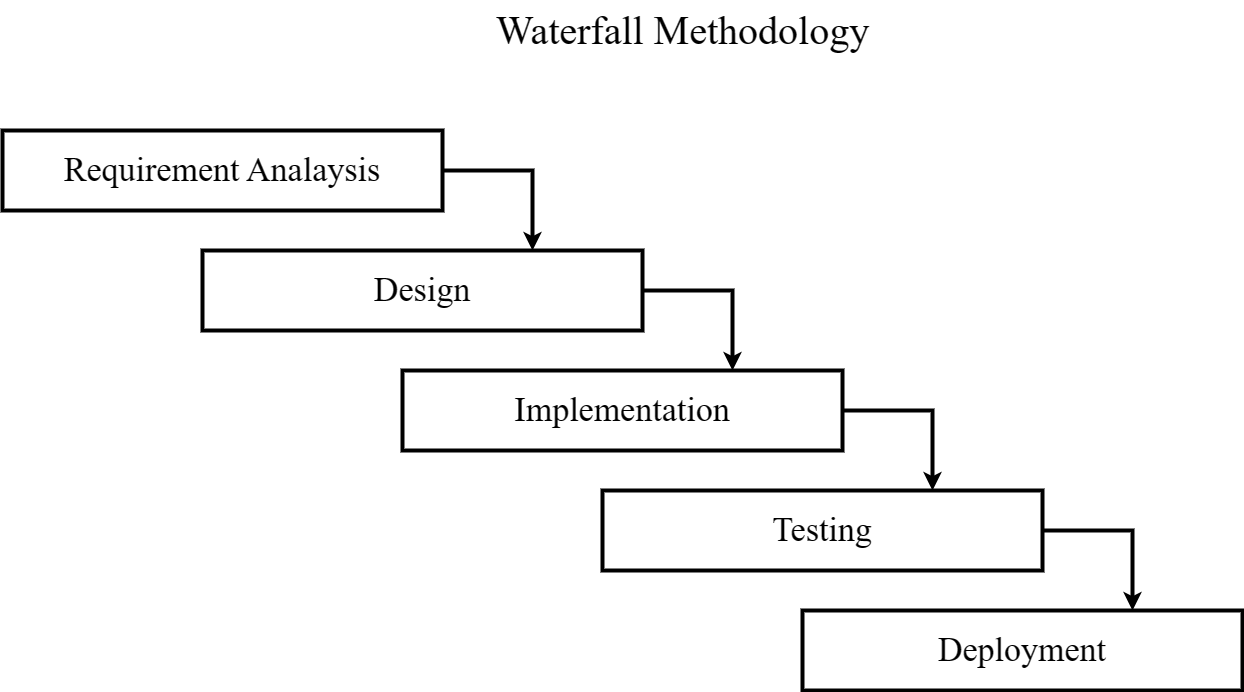 Waterfall Methodology
Requirement Analaysis
Design
Implementation
Testing
Deployment